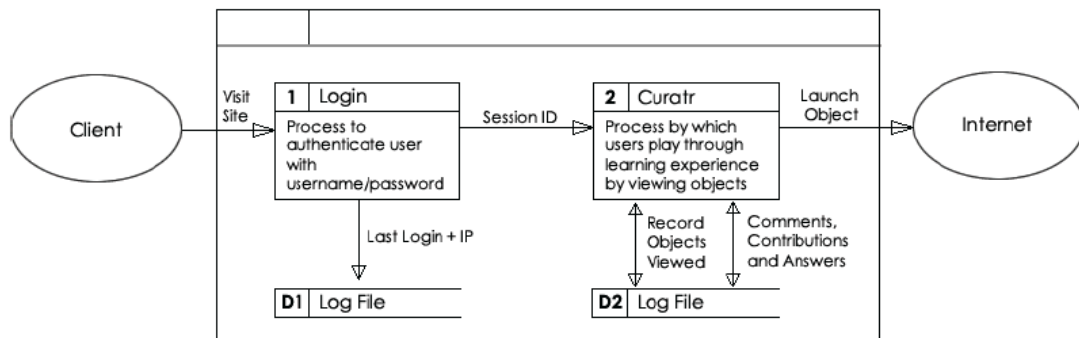 Client
Visit
Site
1 Login
Process to
authenticate user
with
username/password
Session ID
2 Curatr
Process by which
users play through
learning experience
by viewing objects
Launch
Object
Internet
Last Login + IP
Record
Objects
Viewed
Comments,
Contributions
and Answers
D1 Log File
D2 Log File